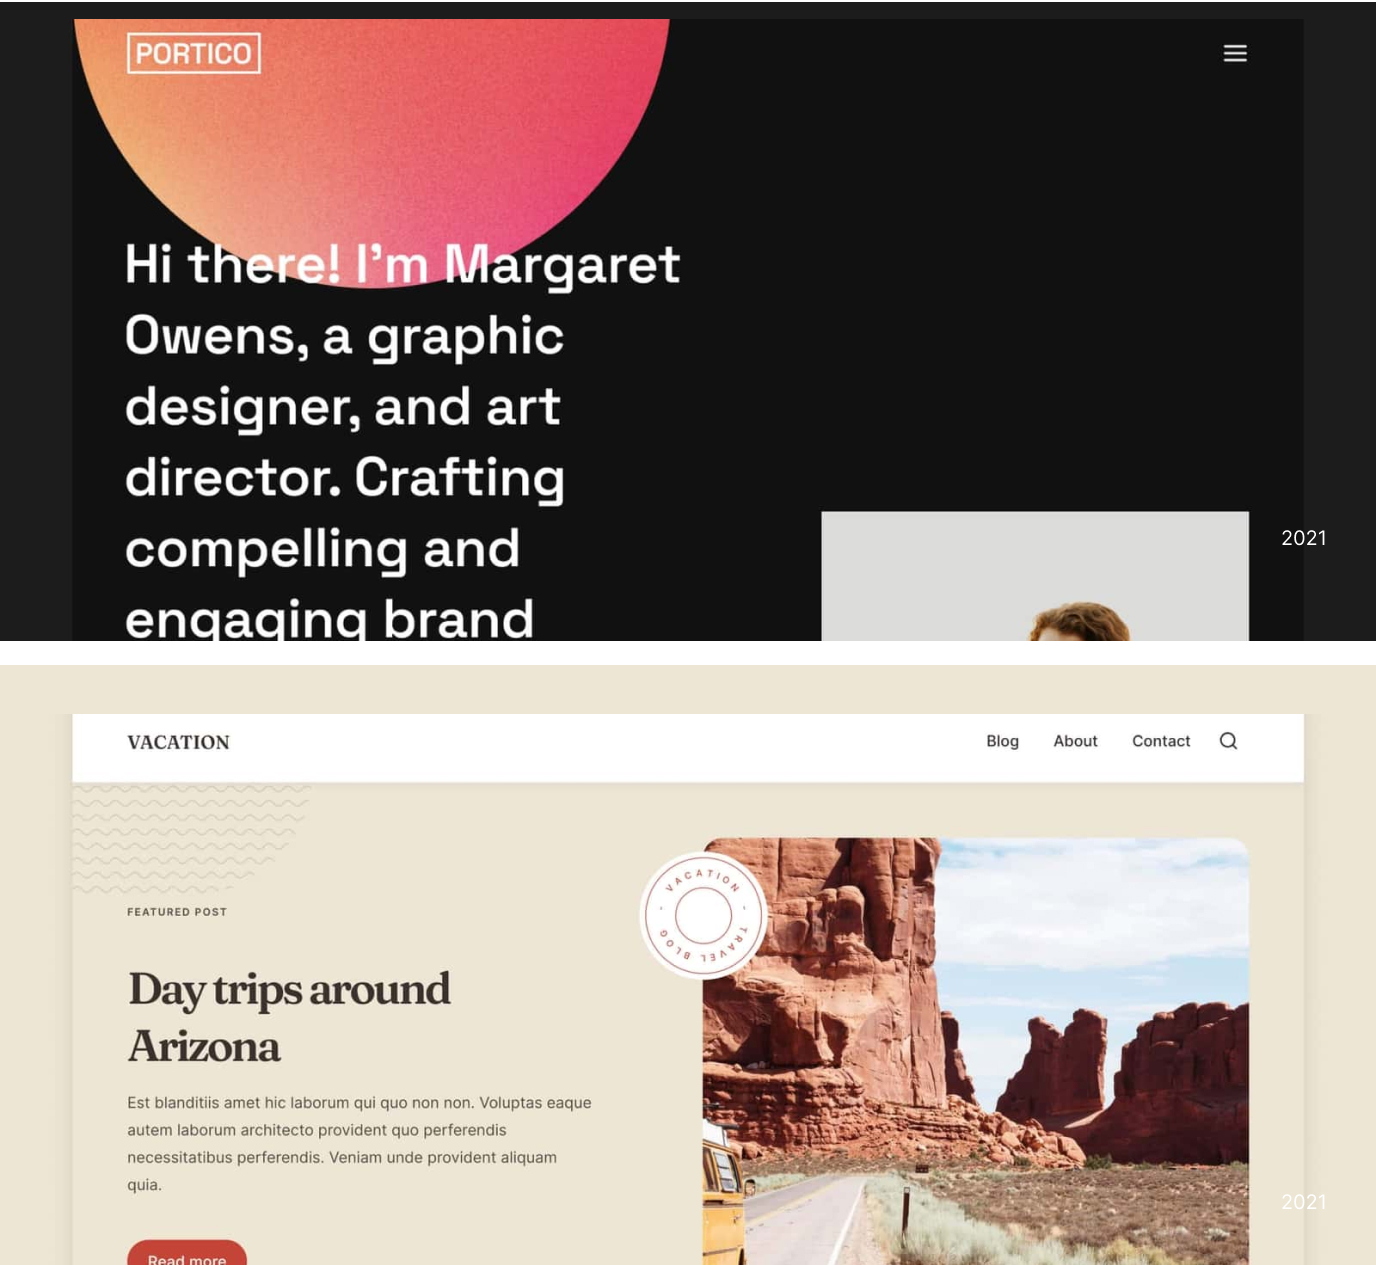 PORTICO
Hi there! I'm Margaret
Owens, a graphic
designer, and art
director. Crafting
compelling and
engaging brand
2021
VACATION
Blog About Contact
VACATION - TRAVEL BLOG -
FEATURED POST
Day trips around
Arizona
Est blanditiis amet hic laborum qui quo non non. Voluptas eaque
autem laborum architecto provident quo perferendis
necessitatibus perferendis. Veniam unde provident aliquam
quia.
2021
Read more